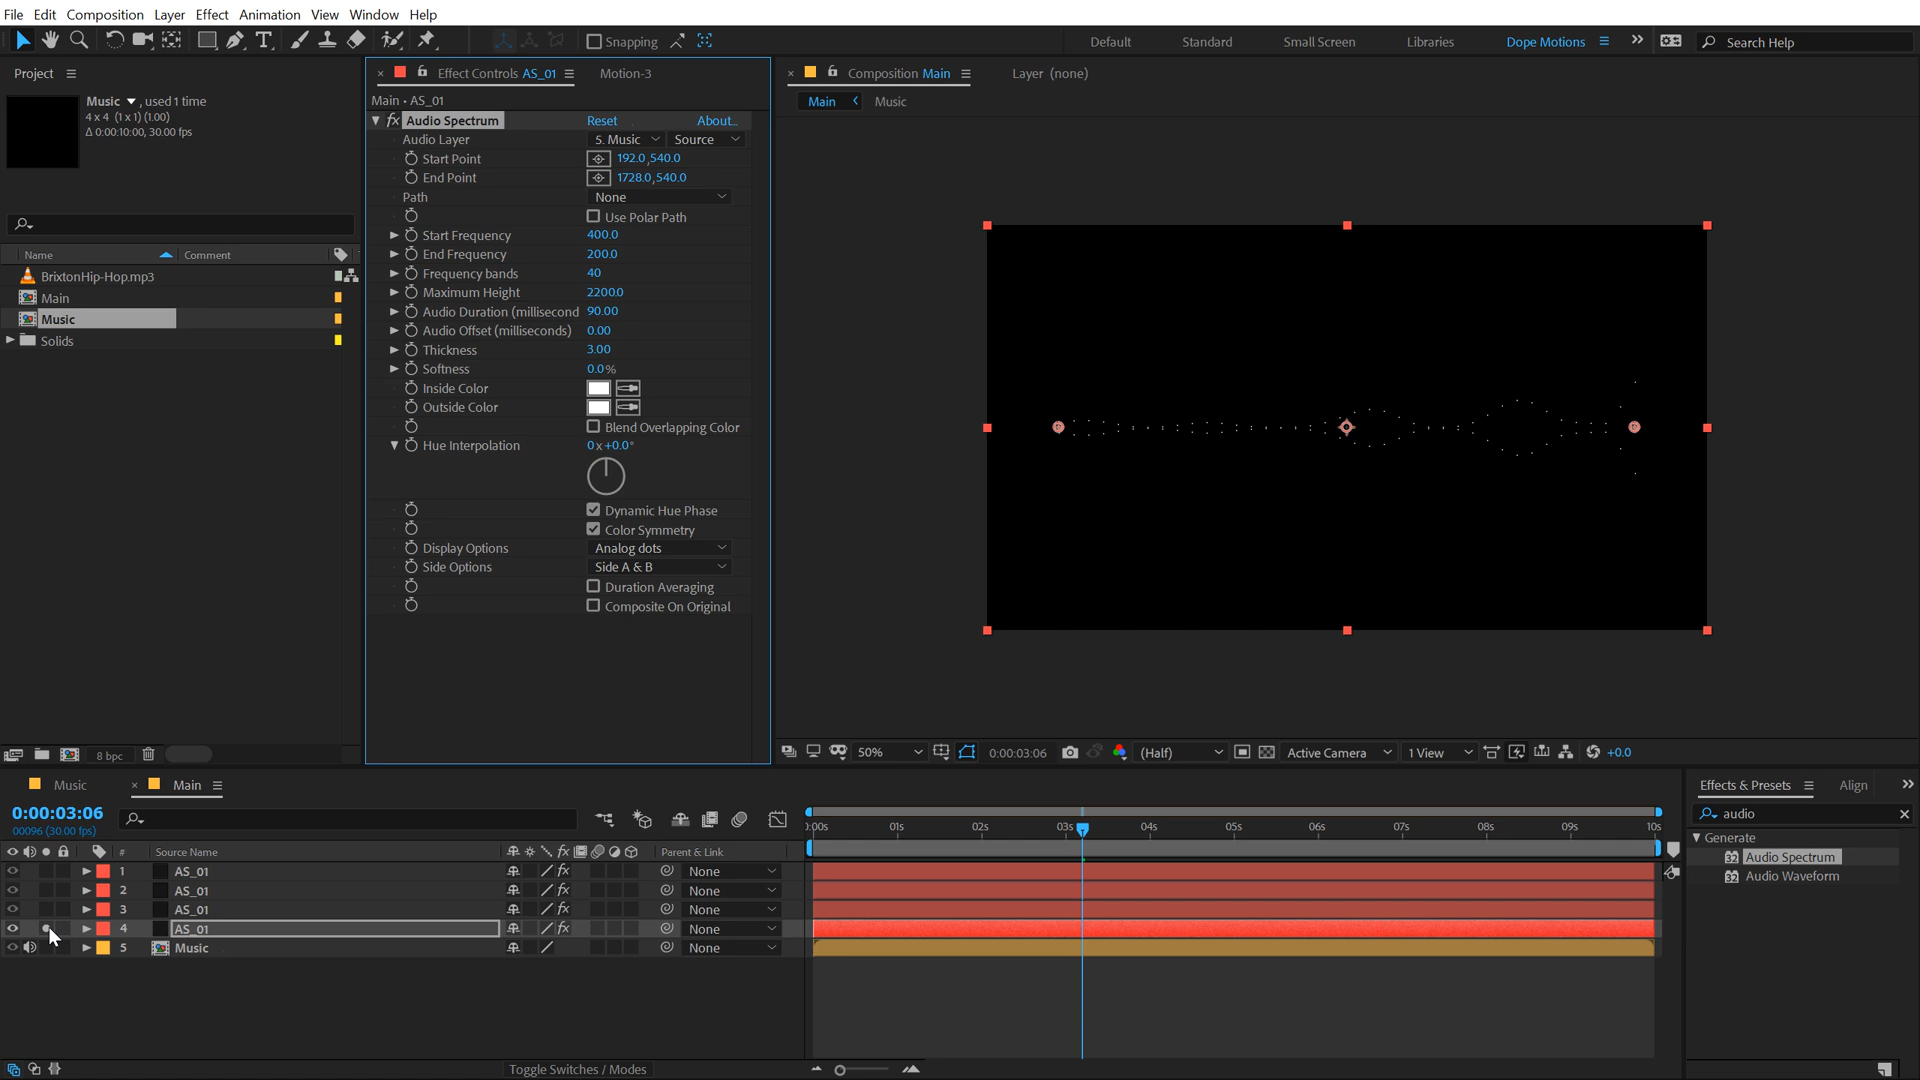 File Edit Composition Layer Effect Animation View Window Help
Snapping
Default Standard Small Screen Libraries Dope Motions Search Help
Project
Music , used 1 time
4 x 4 (1 x 1) (1.00)
Δ 0:00:10:00, 30.00 fps
Name Comment
BrixtonHip-Hop.mp3
Main
Music
Solids
8 bpc
Effect Controls AS_01 Motion-3
Main • AS_01
fx Audio Spectrum Reset About...
Audio Layer 5. Music Source
Start Point 192.0,540.0
End Point 1728.0,540.0
Path None
Use Polar Path
Start Frequency 400.0
End Frequency 200.0
Frequency bands 40
Maximum Height 2200.0
Audio Duration (millisecond 90.00
Audio Offset (milliseconds) 0.00
Thickness 3.00
Softness 0.0%
Inside Color
Outside Color
Blend Overlapping Color
Hue Interpolation 0x+0.0°
Dynamic Hue Phase
Color Symmetry
Display Options Analog dots
Side Options Side A & B
Duration Averaging
Composite On Original
Composition Main Layer (none)
Main Music
50% 0:00:03:06 (Half) Active Camera 1 View +0.0
Music Main
0:00:03:06
00096 (30.00 fps)
# Source Name fx Parent & Link
1 AS_01 fx None
2 AS_01 fx None
3 AS_01 fx None
4 AS_01 fx None
5 Music None
Toggle Switches / Modes
):00s 01s 02s 03s 04s 05s 06s 07s 08s 09s 10s
Effects & Presets Align
audio
Generate
32 Audio Spectrum
32 Audio Waveform